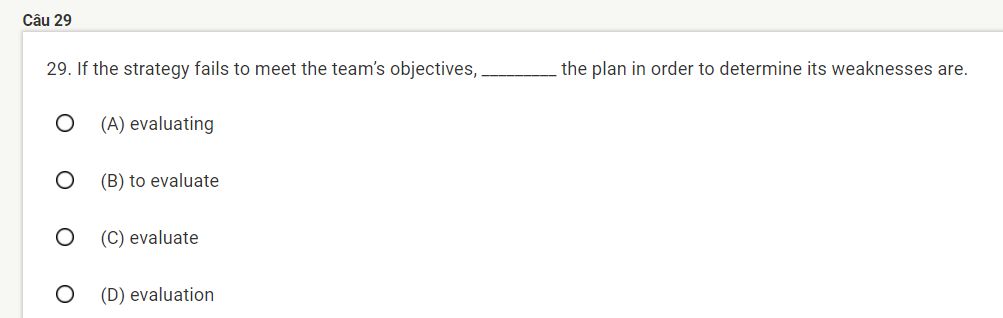 Câu 29
29. If the strategy fails to meet the team's objectives, _________ the plan in order to determine its weaknesses are.
(A) evaluating
(B) to evaluate
(C) evaluate
(D) evaluation